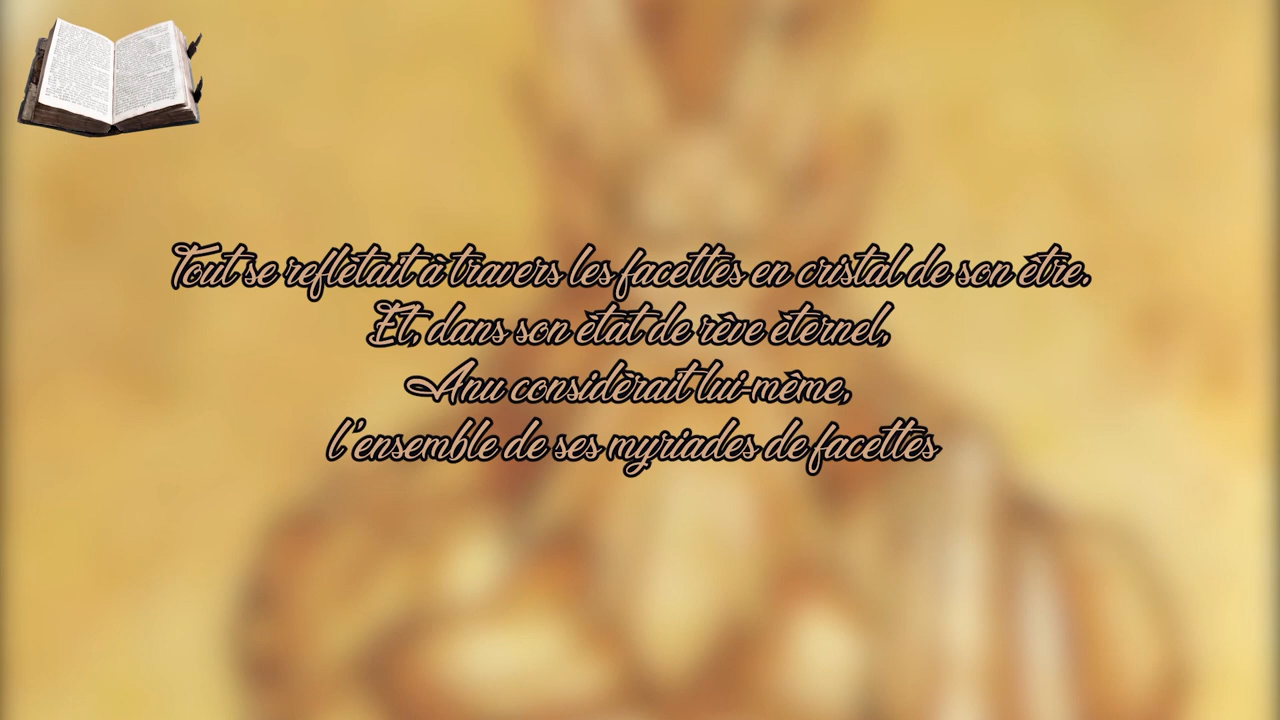 Tout se reflétait à travers les facettes en cristal de son être.
Et, dans son état de rêve éternel,
Anu considérait lui-même,
l'ensemble de ses myriades de facettes